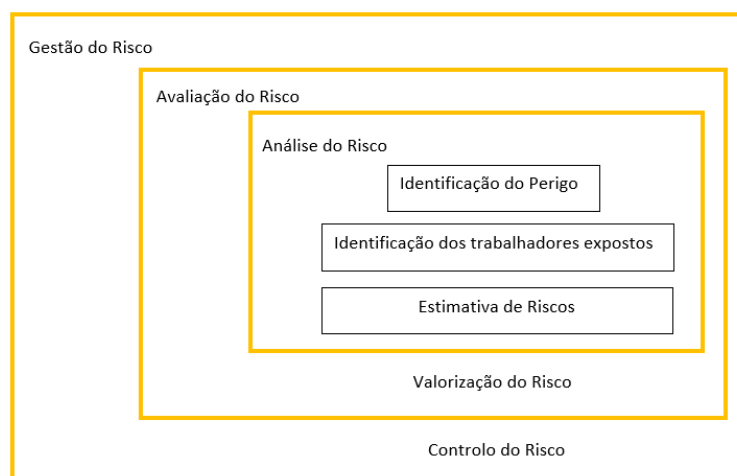 Gestão do Risco
Avaliação do Risco
Análise do Risco
Identificação do Perigo
Identificação dos trabalhadores expostos
Estimativa de Riscos
Valorização do Risco
Controlo do Risco